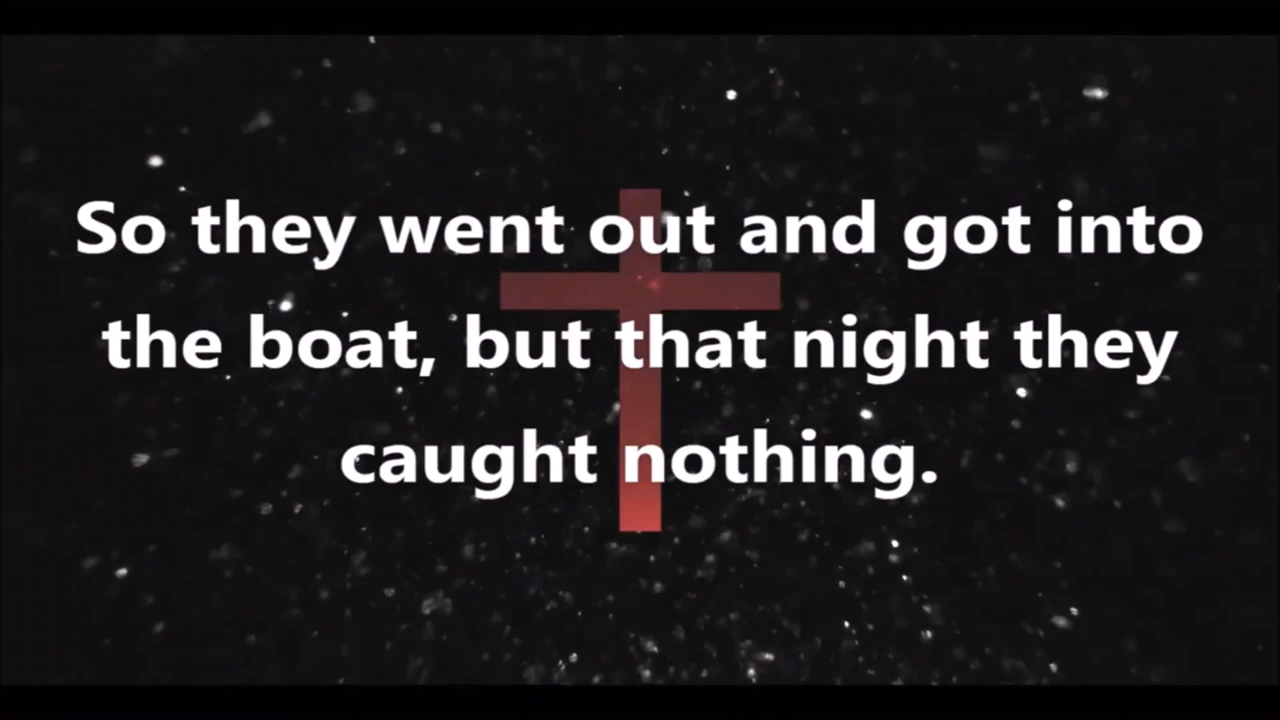 So they went out and got into
the boat, but that night they
caught nothing.